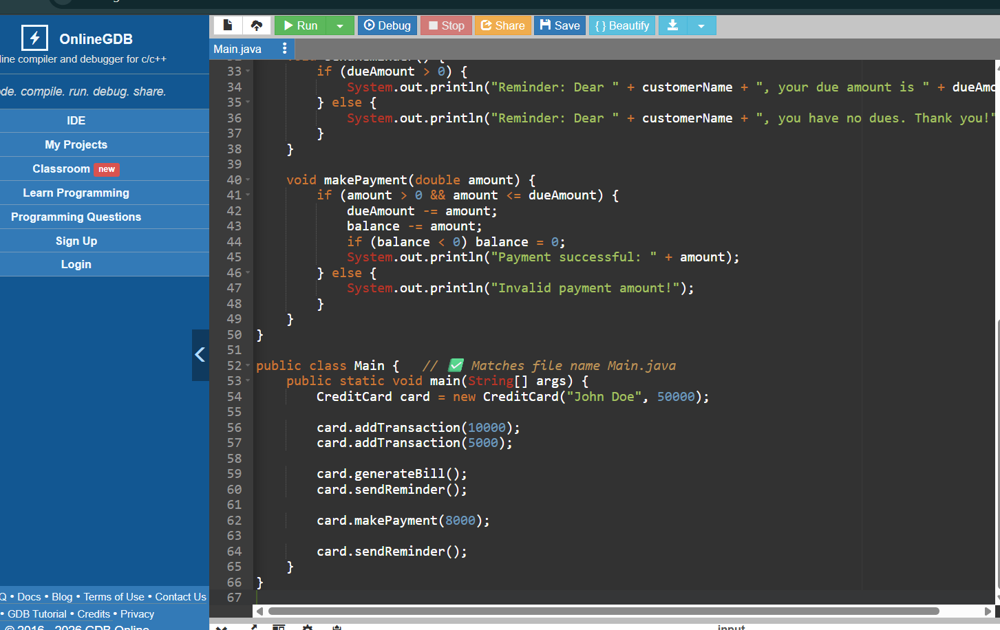 OnlineGDB
line compiler and debugger for c/c++
ode. compile. run. debug. share.
IDE
My Projects
Classroom new
Learn Programming
Programming Questions
Sign Up
Login
Q • Docs • Blog • Terms of Use • Contact Us
• GDB Tutorial • Credits • Privacy
© 2016 - 2026 GDB Online
Run Debug Stop Share Save { } Beautify
Main.java
33 if (dueAmount > 0) {
34 System.out.println("Reminder: Dear " + customerName + ", your due amount is " + dueAmo
35 } else {
36 System.out.println("Reminder: Dear " + customerName + ", you have no dues. Thank you!"
37 }
38 }
39
40 void makePayment(double amount) {
41 if (amount > 0 && amount <= dueAmount) {
42 dueAmount -= amount;
43 balance -= amount;
44 if (balance < 0) balance = 0;
45 System.out.println("Payment successful: " + amount);
46 } else {
47 System.out.println("Invalid payment amount!");
48 }
49 }
50 }
51
52 public class Main { // ✅ Matches file name Main.java
53 public static void main(String[] args) {
54 CreditCard card = new CreditCard("John Doe", 50000);
55
56 card.addTransaction(10000);
57 card.addTransaction(5000);
58
59 card.generateBill();
60 card.sendReminder();
61
62 card.makePayment(8000);
63
64 card.sendReminder();
65 }
66 }
67
input